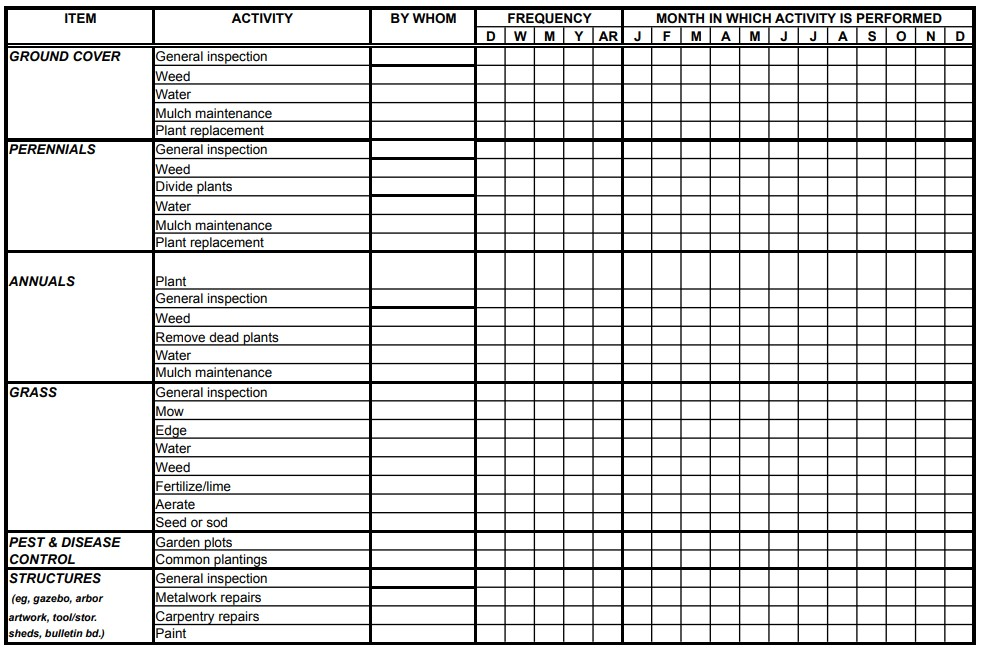 ITEM ACTIVITY BY WHOM FREQUENCY MONTH IN WHICH ACTIVITY IS PERFORMED
D W M Y AR J F M A M J J A S O N D
GROUND COVER General inspection
Weed
Water
Mulch maintenance
Plant replacement
PERENNIALS General inspection
Weed
Divide plants
Water
Mulch maintenance
Plant replacement
ANNUALS Plant
General inspection
Weed
Remove dead plants
Water
Mulch maintenance
GRASS General inspection
Mow
Edge
Water
Weed
Fertilize/lime
Aerate
Seed or sod
PEST & DISEASE Garden plots
CONTROL Common plantings
STRUCTURES General inspection
(eg, gazebo, arbor Metalwork repairs
artwork, tool/stor. Carpentry repairs
sheds, bulletin bd.) Paint